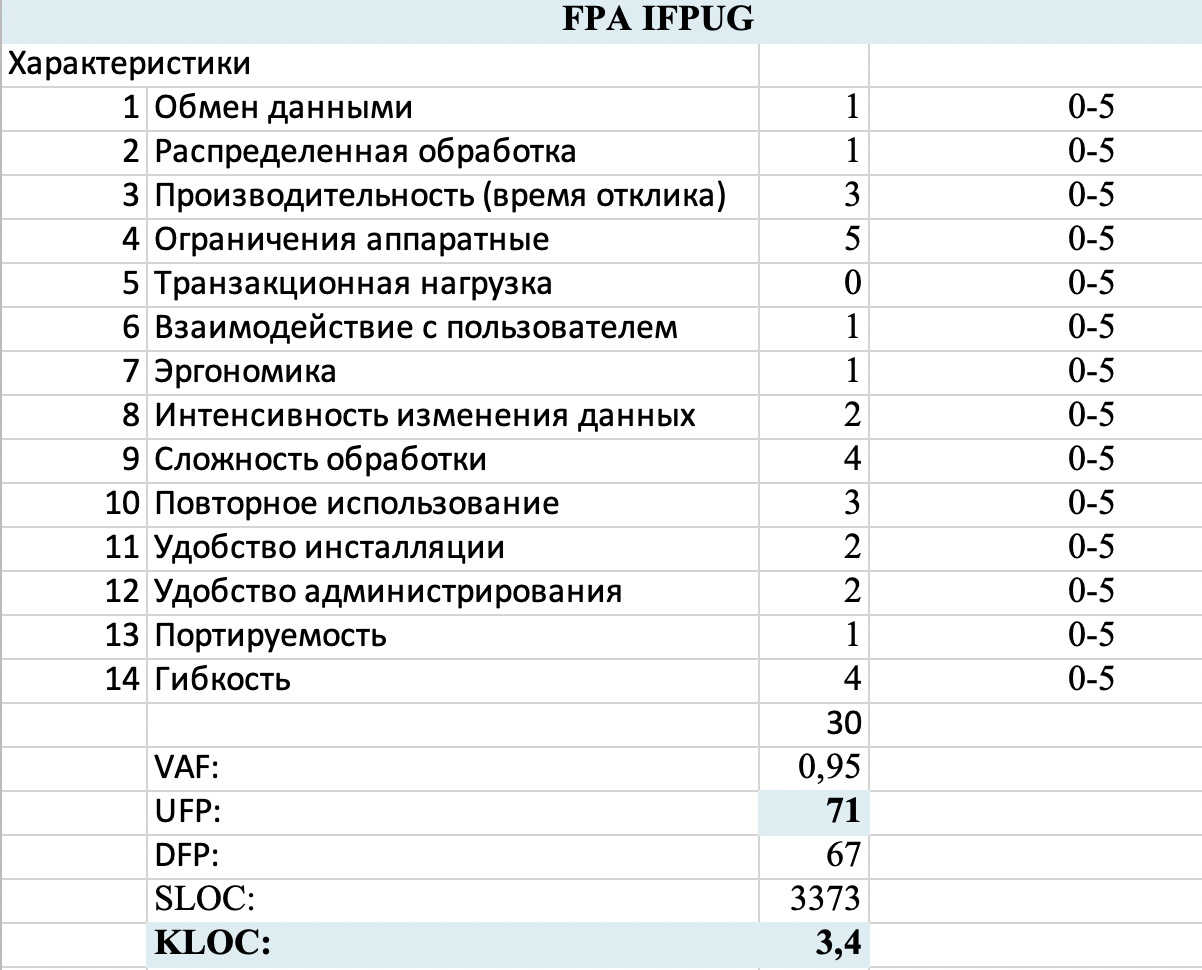 FPA IFPUG
Характеристики
1 Обмен данными 1 0-5
2 Распределенная обработка 1 0-5
3 Производительность (время отклика) 3 0-5
4 Ограничения аппаратные 5 0-5
5 Транзакционная нагрузка 0 0-5
6 Взаимодействие с пользователем 1 0-5
7 Эргономика 1 0-5
8 Интенсивность изменения данных 2 0-5
9 Сложность обработки 4 0-5
10 Повторное использование 3 0-5
11 Удобство инсталляции 2 0-5
12 Удобство администрирования 2 0-5
13 Портируемость 1 0-5
14 Гибкость 4 0-5
30
VAF: 0,95
UFP: 71
DFP: 67
SLOC: 3373
KLOC: 3,4